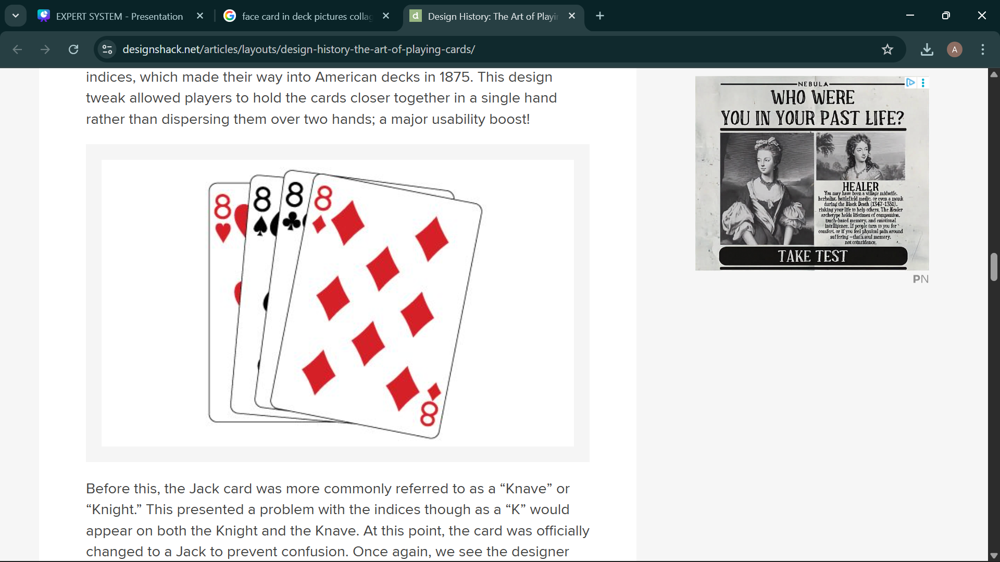 EXPERT SYSTEM - Presentation
face card in deck pictures colla
Design History: The Art of Playi
designshack.net/articles/layouts/design-history-the-art-of-playing-cards/
A
indices, which made their way into American decks in 1875. This design
tweak allowed players to hold the cards closer together in a single hand
rather than dispersing them over two hands; a major usability boost!
8
8
8
8
8
Before this, the Jack card was more commonly referred to as a “Knave” or
“Knight.” This presented a problem with the indices though as a “K” would
appear on both the Knight and the Knave. At this point, the card was officially
changed to a Jack to prevent confusion. Once again, we see the designer
NEBULA
WHO WERE
YOU IN YOUR PAST LIFE?
HEALER
You may have been a village midwife,
herbalist, battlefield medic, or even a monk
during the Black Death (1347-1351),
risking your life to help others. The Healer
archetype holds lifetimes of compassion,
touch-based memory, and emotional
intelligence. If people turn to you for
comfort, or if you feel physical pain around
suffering —that's soul memory,
not coincidence.
TAKE TEST
PN